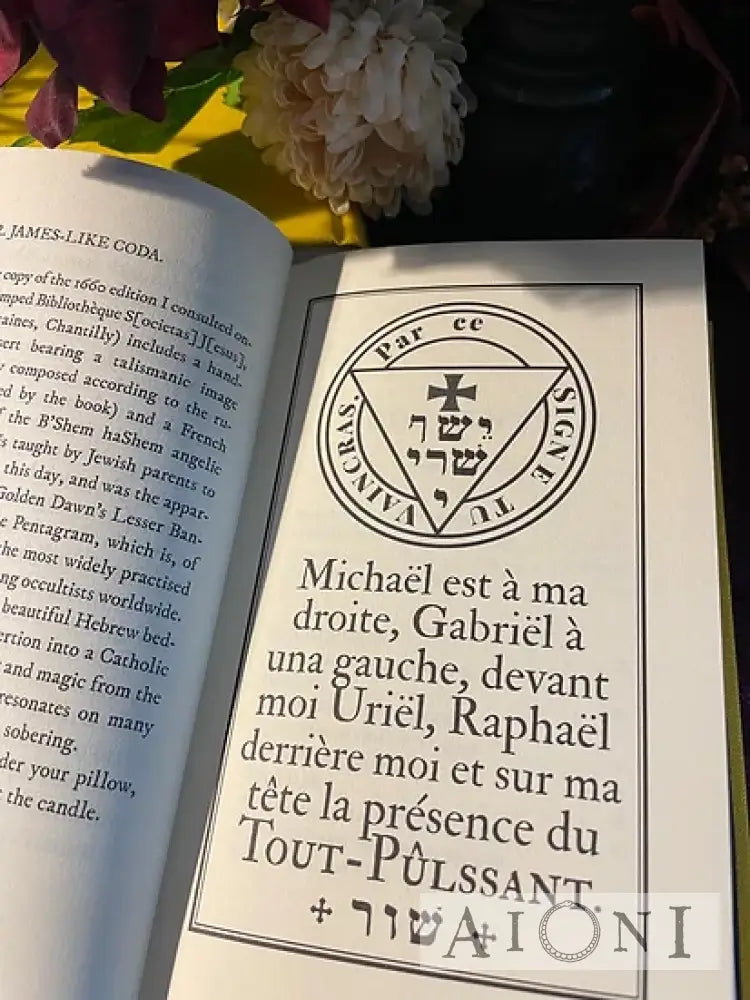 JAMES-LIKE CODA.
copy of the 1660 edition I consulted on-
mped Bibliothèque S[ocietas] J[esus],
aines, Chantilly) includes a hand-
sert bearing a talismanic image
composed according to the ru-
ed by the book) and a French
the B'Shem haShem angelic
s taught by Jewish parents to
this day, and was the appar-
Golden Dawn's Lesser Ban-
e Pentagram, which is, of
the most widely practised
ng occultists worldwide.
beautiful Hebrew bed-
ertion into a Catholic
and magic from the
resonates on many
sobering.
der your pillow,
the candle.
Par ce
SIGNE TU
VAINCRAS.
יֵשר
שרי
י
Michaël est à ma
droite, Gabriël à
una gauche, devant
moi Uriël, Raphaël
derrière moi et sur ma
tête la présence du
TOUT-PÛLSSANT.
שור
AIONI